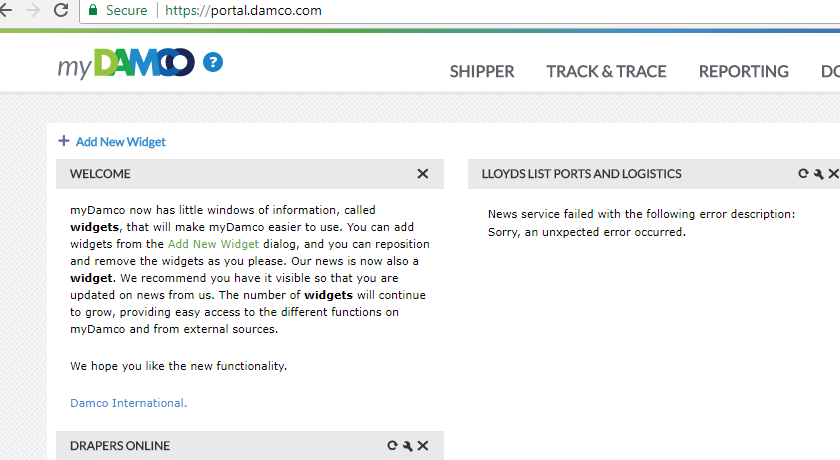 Secure https://portal.damco.com
my DAMCO ?
SHIPPER TRACK & TRACE REPORTING DO
+ Add New Widget
WELCOME
myDamco now has little windows of information, called
widgets, that will make myDamco easier to use. You can add
widgets from the Add New Widget dialog, and you can reposition
and remove the widgets as you please. Our news is now also a
widget. We recommend you have it visible so that you are
updated on news from us. The number of widgets will continue
to grow, providing easy access to the different functions on
myDamco and from external sources.
We hope you like the new functionality.
Damco International.
LLOYDS LIST PORTS AND LOGISTICS
News service failed with the following error description:
Sorry, an unxpected error occurred.
DRAPERS ONLINE